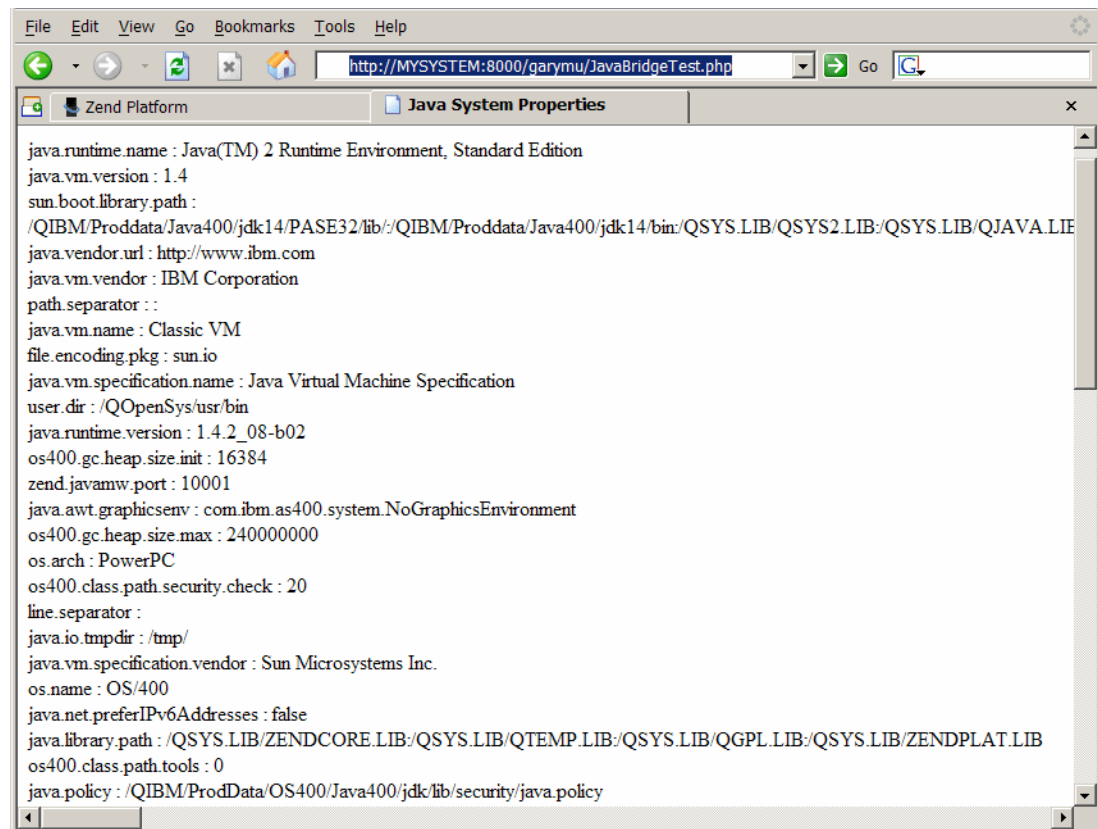 File Edit View Go Bookmarks Tools Help
http://MYSYSTEM:8000/garymu/JavaBridgeTest.php Go G
Zend Platform Java System Properties
java.runtime.name : Java(TM) 2 Runtime Environment, Standard Edition
java.vm.version : 1.4
sun.boot.library.path :
/QIBM/Proddata/Java400/jdk14/PASE32/lib/:/QIBM/Proddata/Java400/jdk14/bin:/QSYS.LIB/QSYS2.LIB:/QSYS.LIB/QJAVA.LIB
java.vendor.url : http://www.ibm.com
java.vm.vendor : IBM Corporation
path.separator : :
java.vm.name : Classic VM
file.encoding.pkg : sun.io
java.vm.specification.name : Java Virtual Machine Specification
user.dir : /QOpenSys/usr/bin
java.runtime.version : 1.4.2_08-b02
os400.gc.heap.size.init : 16384
zend.javamw.port : 10001
java.awt.graphicsenv : com.ibm.as400.system.NoGraphicsEnvironment
os400.gc.heap.size.max : 240000000
os.arch : PowerPC
os400.class.path.security.check : 20
line.separator :
java.io.tmpdir : /tmp/
java.vm.specification.vendor : Sun Microsystems Inc.
os.name : OS/400
java.net.preferIPv6Addresses : false
java.library.path : /QSYS.LIB/ZENDCORE.LIB:/QSYS.LIB/QTEMP.LIB:/QSYS.LIB/QGPL.LIB:/QSYS.LIB/ZENDPLAT.LIB
os400.class.path.tools : 0
java.policy : /QIBM/ProdData/OS400/Java400/jdk/lib/security/java.policy